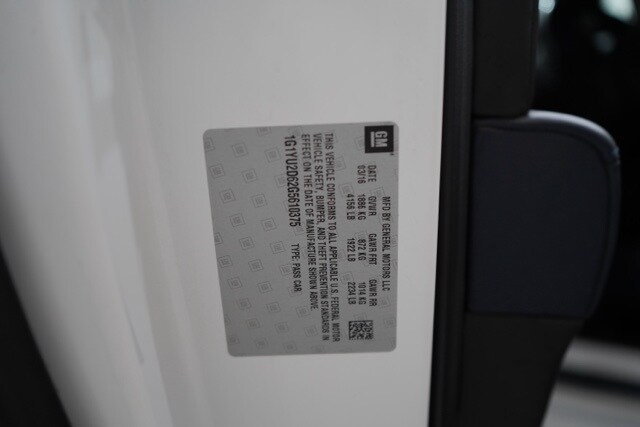 GM
MFD BY GENERAL MOTORS LLC
DATE GVWR GAWR FRT GAWR RR
03/16 1886 KG 872 KG 1014 KG
4156 LB 1922 LB 2234 LB
THIS VEHICLE CONFORMS TO ALL APPLICABLE U.S. FEDERAL MOTOR
VEHICLE SAFETY, BUMPER, AND THEFT PREVENTION STANDARDS IN
EFFECT ON THE DATE OF MANUFACTURE SHOWN ABOVE.
1G1YU2D62G5610375 TYPE: PASS CAR